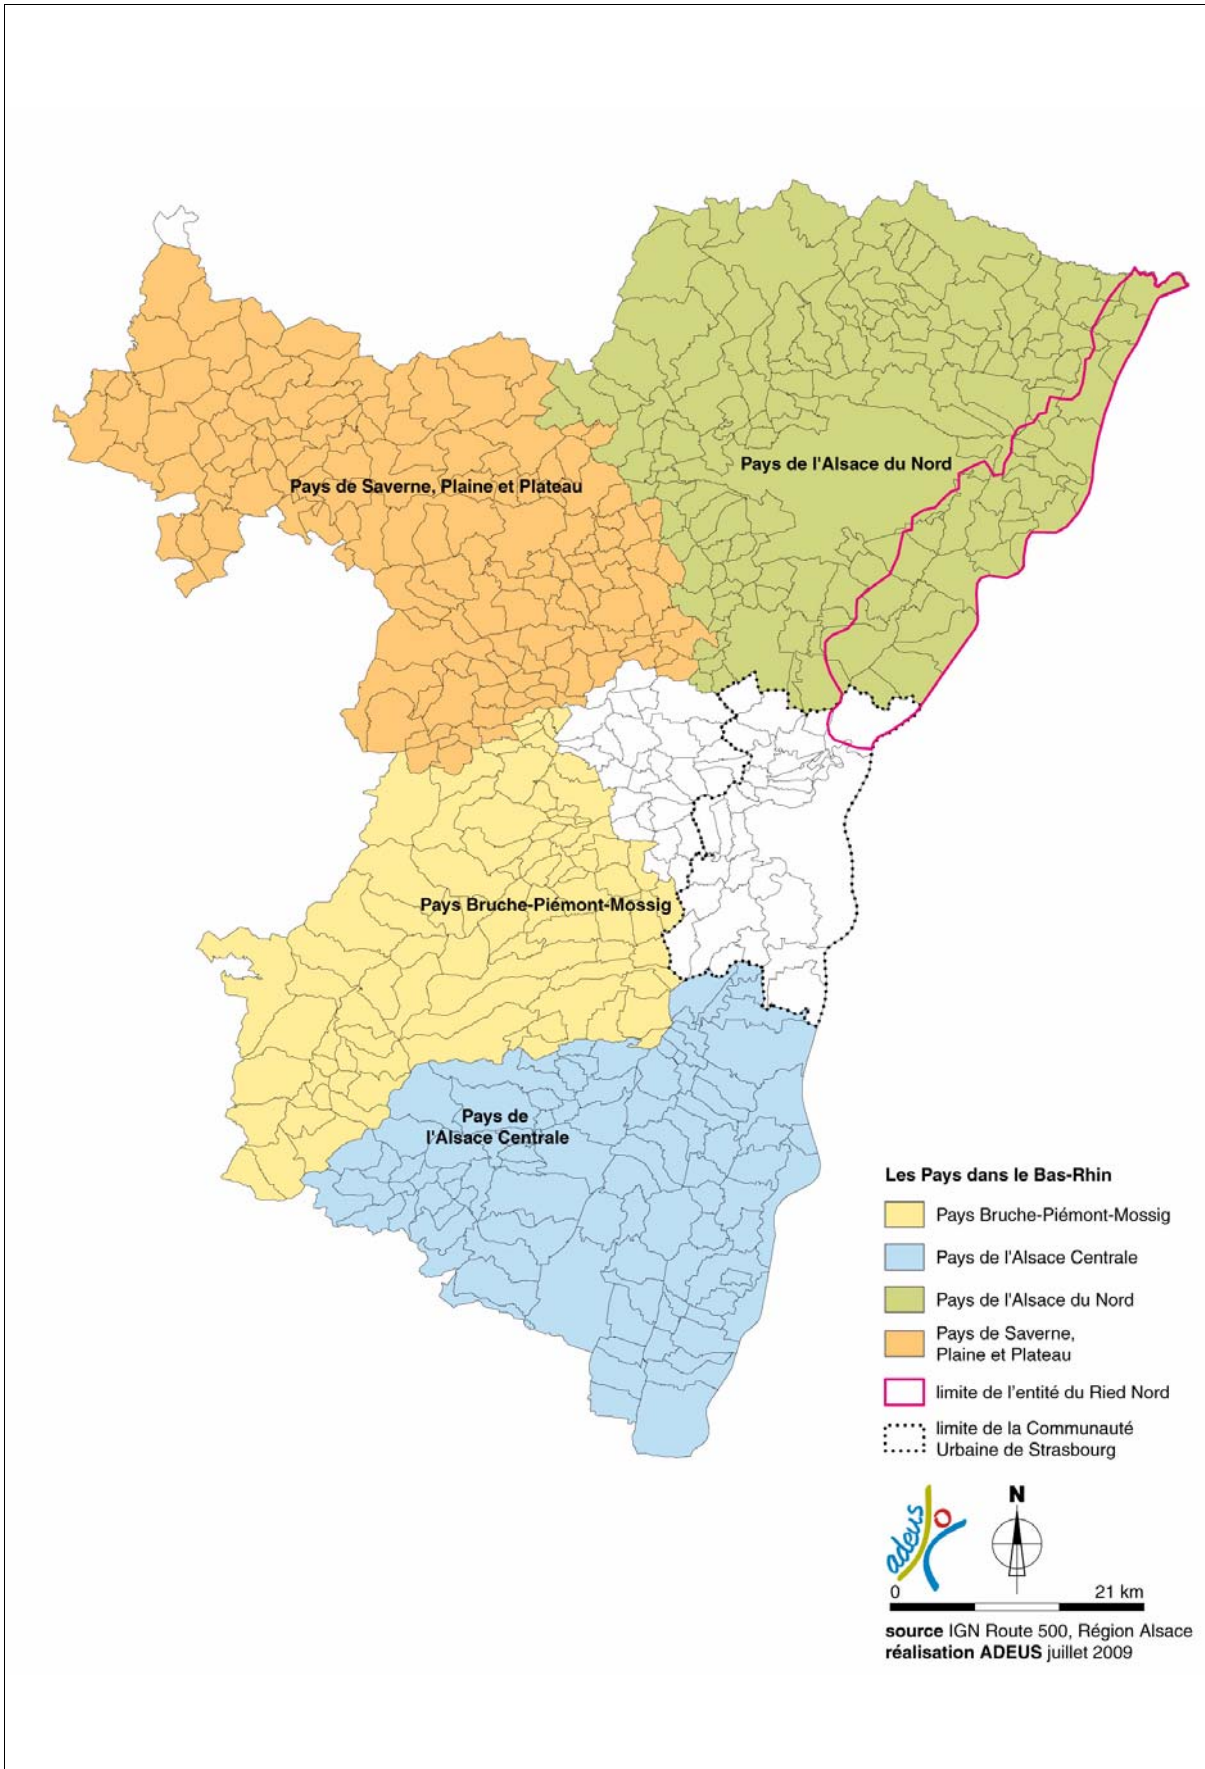 Pays de l'Alsace du Nord
Pays de Saverne, Plaine et Plateau
Pays Bruche-Piémont-Mossig
Pays de
l'Alsace Centrale
Les Pays dans le Bas-Rhin
Pays Bruche-Piémont-Mossig
Pays de l'Alsace Centrale
Pays de l'Alsace du Nord
Pays de Saverne,
Plaine et Plateau
limite de l'entité du Ried Nord
limite de la Communauté
Urbaine de Strasbourg
adeus
N
0 21 km
source IGN Route 500, Région Alsace
réalisation ADEUS juillet 2009